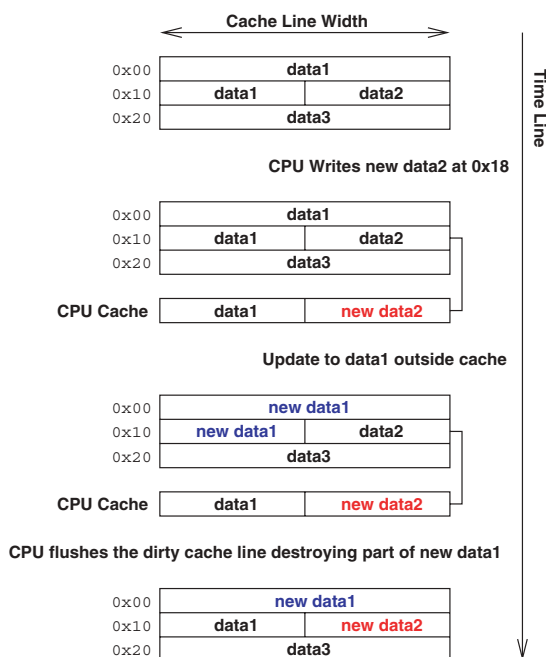 Cache Line Width
Time Line
0x00 data1
0x10 data1 data2
0x20 data3
CPU Writes new data2 at 0x18
0x00 data1
0x10 data1 data2
0x20 data3
CPU Cache data1 new data2
Update to data1 outside cache
0x00 new data1
0x10 new data1 data2
0x20 data3
CPU Cache data1 new data2
CPU flushes the dirty cache line destroying part of new data1
0x00 new data1
0x10 data1 new data2
0x20 data3